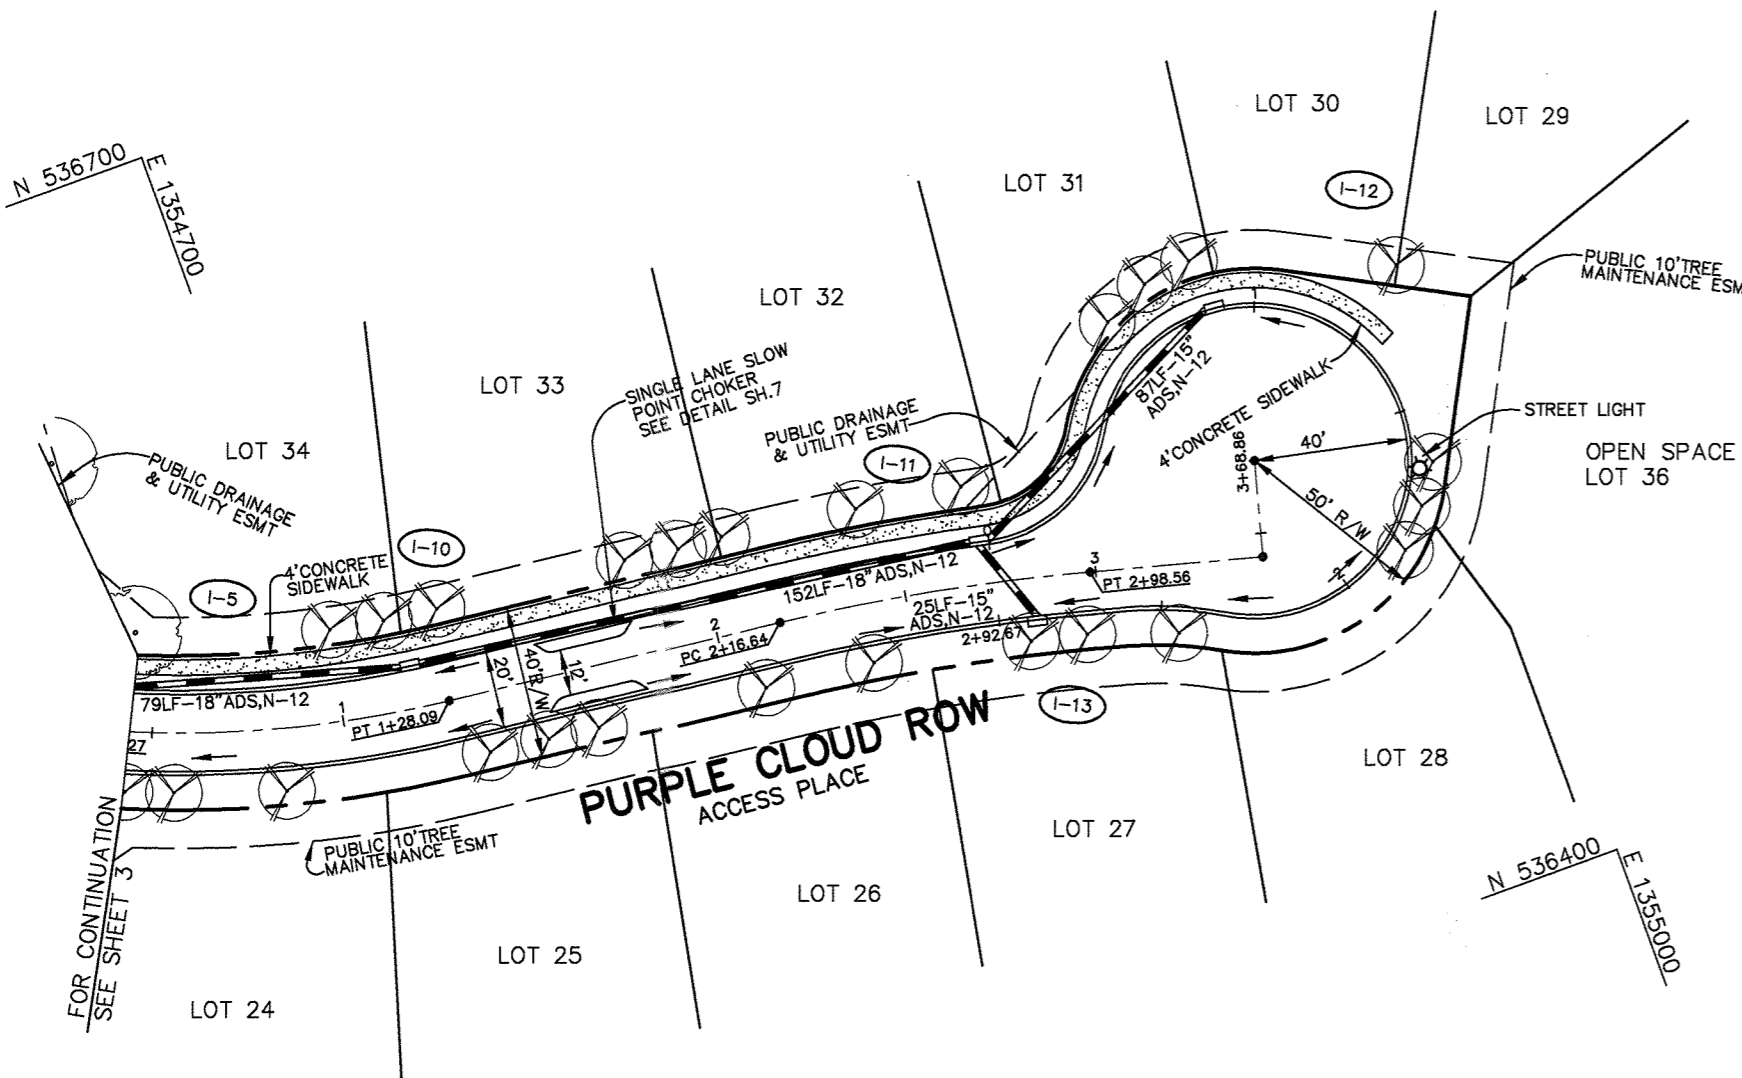 N 536700
E 1354700
LOT 30
LOT 29
LOT 31
I-12
PUBLIC 10'TREE
MAINTENANCE ESM
LOT 32
LOT 33
SINGLE LANE SLOW
POINT CHOKER
SEE DETAIL SH.7
87LF-15"
ADS,N-12
4'CONCRETE SIDEWALK
PUBLIC DRAINAGE
& UTILITY ESMT
I-11
STREET LIGHT
40'
3+68.86
50' R/W
OPEN SPACE
LOT 36
LOT 34
PUBLIC DRAINAGE
& UTILITY ESMT
I-10
4'CONCRETE
SIDEWALK
I-5
152LF-18"ADS,N-12
25LF-15"
ADS,N-12
2+92.67
3
PT 2+98.56
2
PC 2+16.64
20'
40'R/W
12'
79LF-18"ADS,N-12
1
PT 1+28.09
27
I-13
PURPLE CLOUD ROW
ACCESS PLACE
LOT 28
LOT 27
PUBLIC 10'TREE
MAINTENANCE ESMT
LOT 26
LOT 25
LOT 24
FOR CONTINUATION
SEE SHEET 3
N 536400
E 1355000